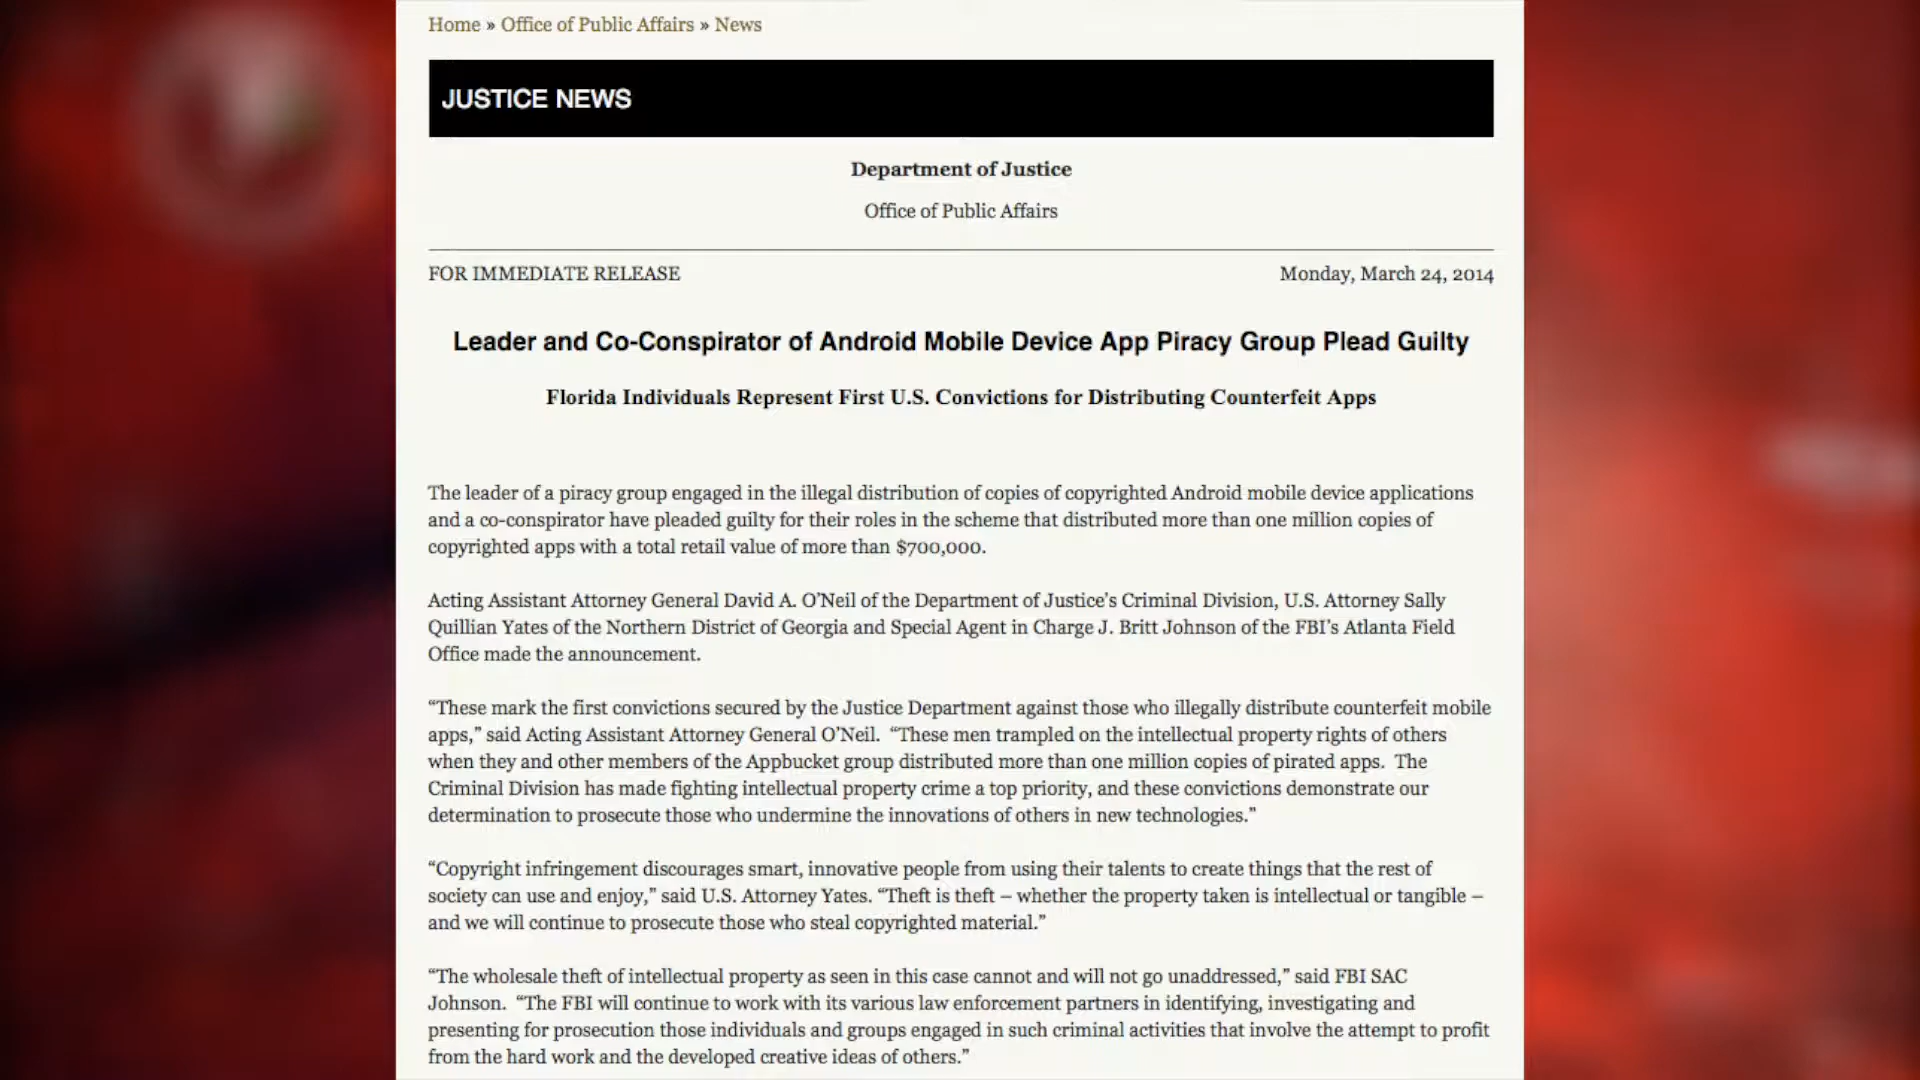 Home » Office of Public Affairs » News
JUSTICE NEWS
Department of Justice
Office of Public Affairs
FOR IMMEDIATE RELEASE Monday, March 24, 2014
Leader and Co-Conspirator of Android Mobile Device App Piracy Group Plead Guilty
Florida Individuals Represent First U.S. Convictions for Distributing Counterfeit Apps
The leader of a piracy group engaged in the illegal distribution of copies of copyrighted Android mobile device applications
and a co-conspirator have pleaded guilty for their roles in the scheme that distributed more than one million copies of
copyrighted apps with a total retail value of more than $700,000.
Acting Assistant Attorney General David A. O’Neil of the Department of Justice’s Criminal Division, U.S. Attorney Sally
Quillian Yates of the Northern District of Georgia and Special Agent in Charge J. Britt Johnson of the FBI’s Atlanta Field
Office made the announcement.
“These mark the first convictions secured by the Justice Department against those who illegally distribute counterfeit mobile
apps,” said Acting Assistant Attorney General O’Neil.  “These men trampled on the intellectual property rights of others
when they and other members of the Appbucket group distributed more than one million copies of pirated apps.  The
Criminal Division has made fighting intellectual property crime a top priority, and these convictions demonstrate our
determination to prosecute those who undermine the innovations of others in new technologies.”
“Copyright infringement discourages smart, innovative people from using their talents to create things that the rest of
society can use and enjoy,” said U.S. Attorney Yates. “Theft is theft – whether the property taken is intellectual or tangible –
and we will continue to prosecute those who steal copyrighted material.”
“The wholesale theft of intellectual property as seen in this case cannot and will not go unaddressed,” said FBI SAC
Johnson.  “The FBI will continue to work with its various law enforcement partners in identifying, investigating and
presenting for prosecution those individuals and groups engaged in such criminal activities that involve the attempt to profit
from the hard work and the developed creative ideas of others.”